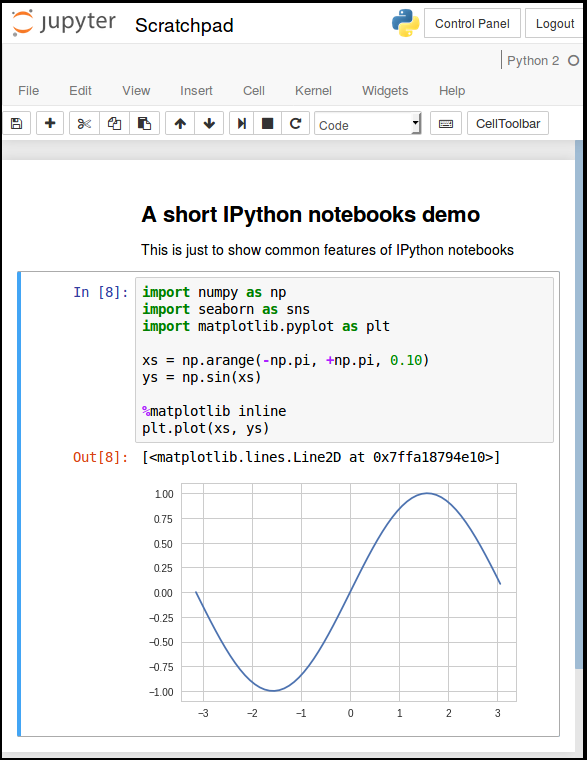 jupyter Scratchpad Control Panel Logout
Python 2
File Edit View Insert Cell Kernel Widgets Help
Code CellToolbar
A short IPython notebooks demo
This is just to show common features of IPython notebooks
In [8]: import numpy as np
import seaborn as sns
import matplotlib.pyplot as plt
xs = np.arange(-np.pi, +np.pi, 0.10)
ys = np.sin(xs)
%matplotlib inline
plt.plot(xs, ys)
Out[8]: [<matplotlib.lines.Line2D at 0x7ffa18794e10>]
1.00
0.75
0.50
0.25
0.00
−0.25
−0.50
−0.75
−1.00
−3 −2 −1 0 1 2 3